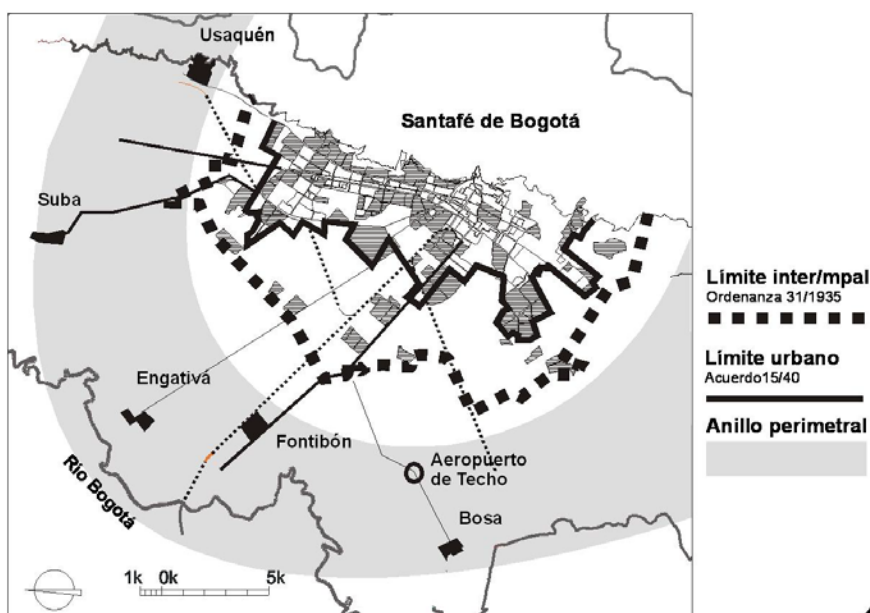 Usaquén
Santafé de Bogotá
Suba
Engativá
Fontibón
Río Bogotá
Aeropuerto
de Techo
Bosa
1k 0k 5k
Límite inter/mpal
Ordenanza 31/1935
Límite urbano
Acuerdo15/40
Anillo perimetral